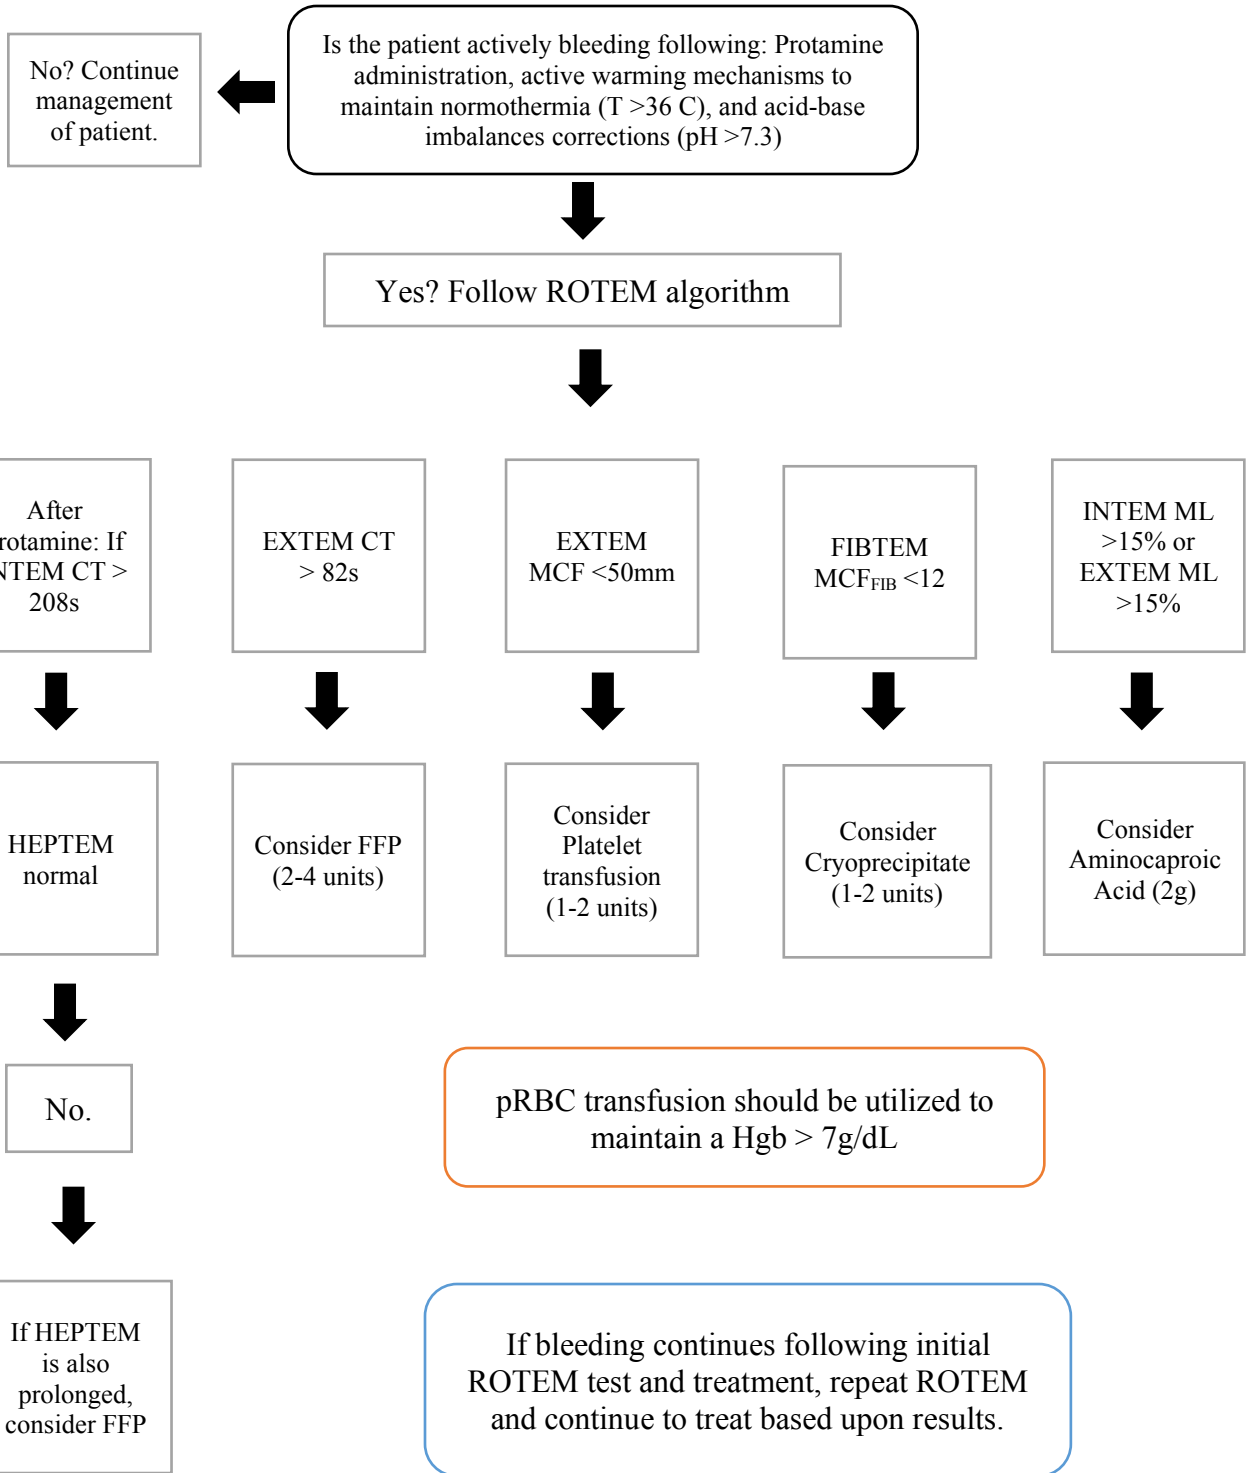 No? Continue
management
of patient.
Is the patient actively bleeding following: Protamine
administration, active warming mechanisms to
maintain normothermia (T >36 C), and acid-base
imbalances corrections (pH >7.3)
Yes? Follow ROTEM algorithm
After
rotamine: If
NTEM CT >
208s
EXTEM CT
> 82s
EXTEM
MCF <50mm
FIBTEM
MCF_FIB <12
INTEM ML
>15% or
EXTEM ML
>15%
HEPTEM
normal
Consider FFP
(2-4 units)
Consider
Platelet
transfusion
(1-2 units)
Consider
Cryoprecipitate
(1-2 units)
Consider
Aminocaproic
Acid (2g)
No.
pRBC transfusion should be utilized to
maintain a Hgb > 7g/dL
If HEPTEM
is also
prolonged,
consider FFP
If bleeding continues following initial
ROTEM test and treatment, repeat ROTEM
and continue to treat based upon results.